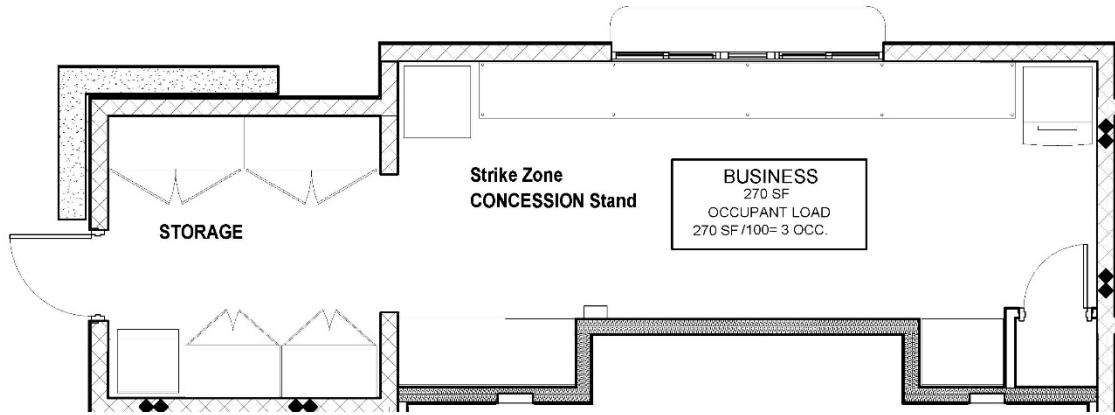 Strike Zone
CONCESSION Stand
STORAGE
BUSINESS
270 SF
OCCUPANT LOAD
270 SF/100= 3 OCC.